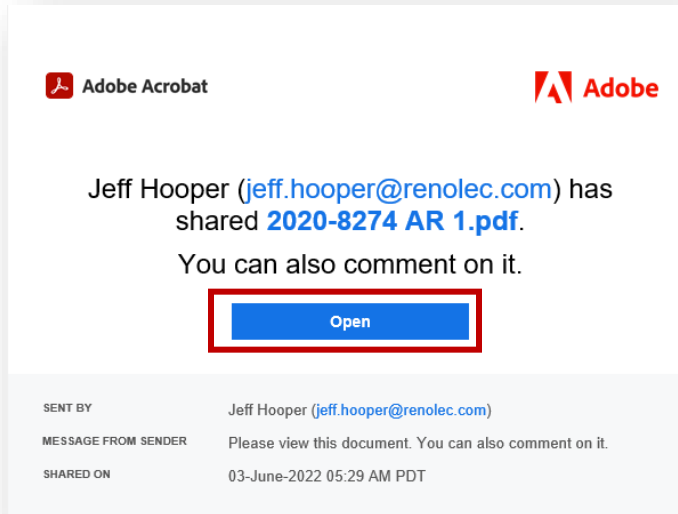 Adobe Acrobat
Adobe
Jeff Hooper (jeff.hooper@renolec.com) has
shared 2020-8274 AR 1.pdf.
You can also comment on it.
Open
SENT BY Jeff Hooper (jeff.hooper@renolec.com)
MESSAGE FROM SENDER Please view this document. You can also comment on it.
SHARED ON 03-June-2022 05:29 AM PDT